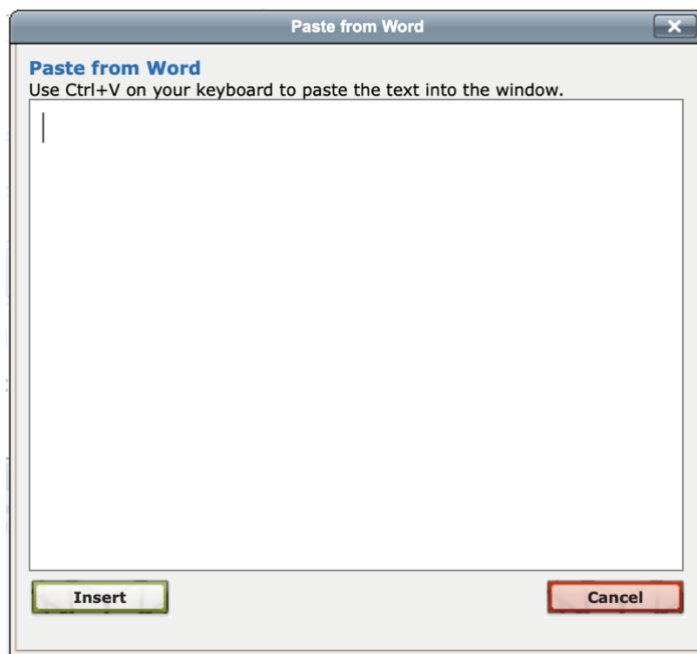 Paste from Word
Paste from Word
Use Ctrl+V on your keyboard to paste the text into the window.
Insert
Cancel